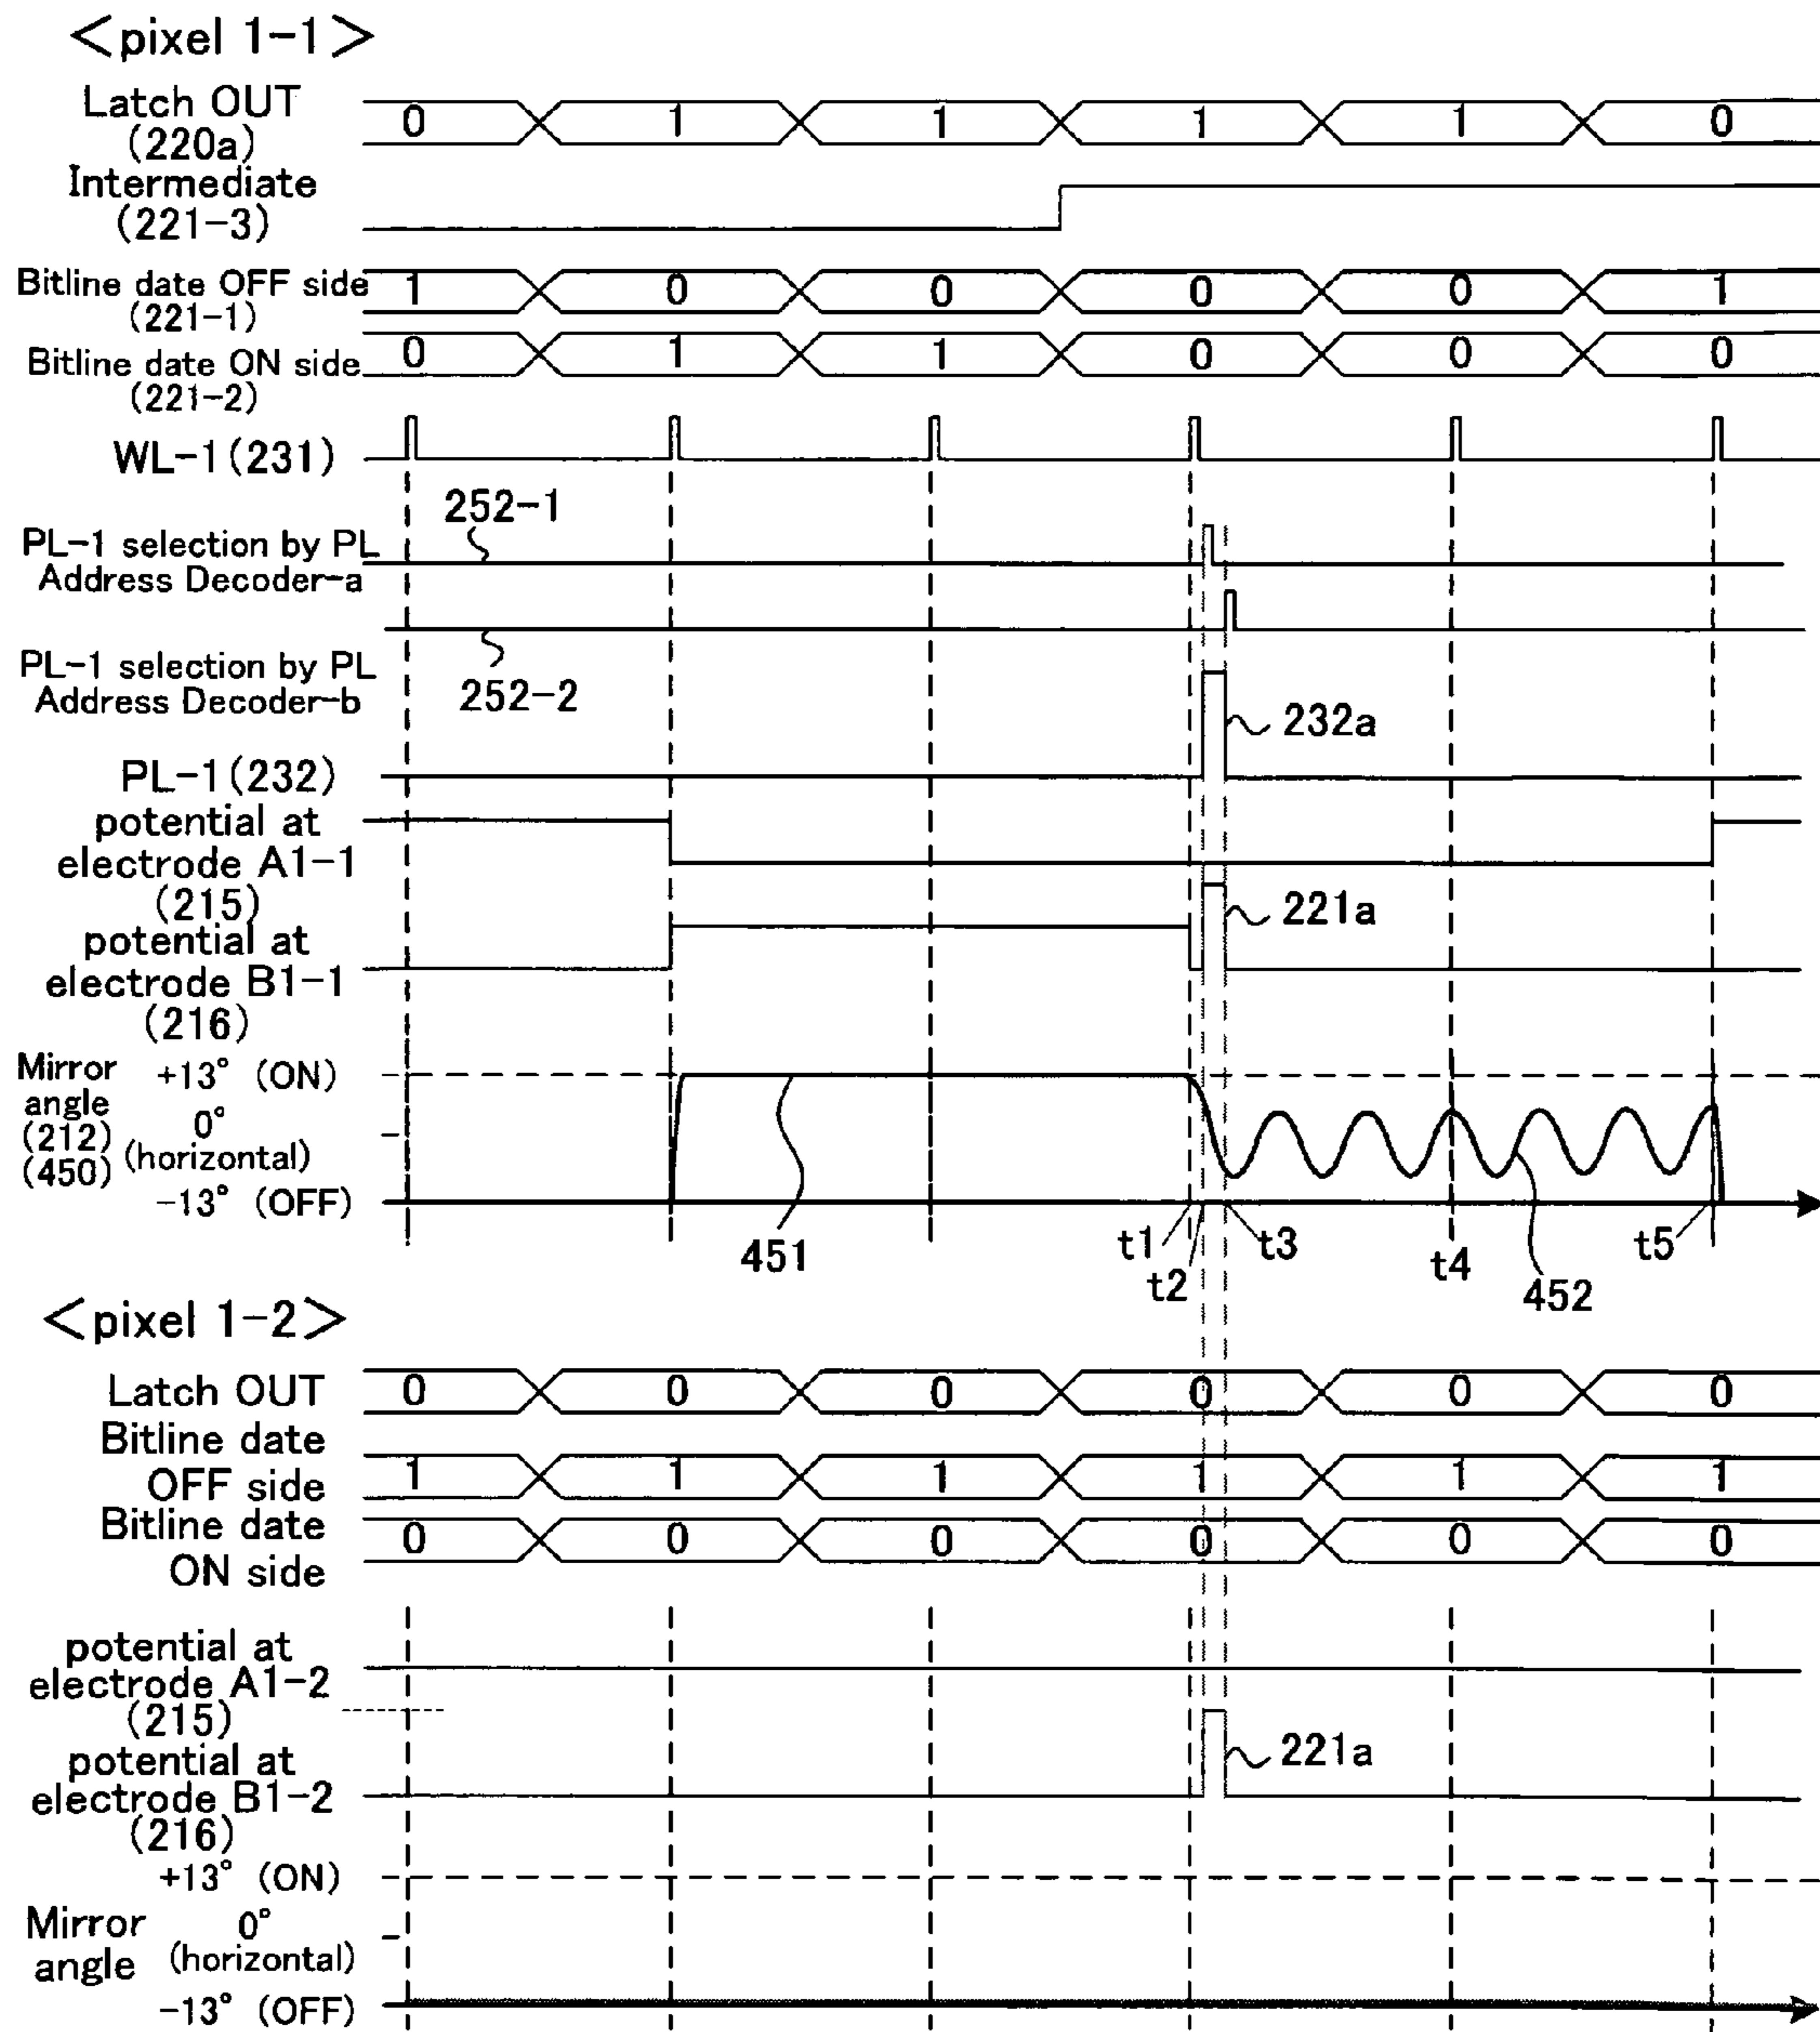 <pixel 1-1>
Latch OUT
(220a)
0 1 1 1 1 0
Intermediate
(221-3)
Bitline date OFF side
(221-1)
1 0 0 0 0 1
Bitline date ON side
(221-2)
0 1 1 0 0 0
WL-1(231)
252-1
PL-1 selection by PL
Address Decoder-a
PL-1 selection by PL
Address Decoder-b
252-2
232a
PL-1(232)
potential at
electrode A1-1
(215)
221a
potential at
electrode B1-1
(216)
Mirror
angle
(212)
(450)
+13° (ON)
0°
(horizontal)
-13° (OFF)
451
t1
t2
t3
t4
452
t5
<pixel 1-2>
Latch OUT
0 0 0 0 0 0
Bitline date
OFF side
1 1 1 1 1 1
Bitline date
ON side
0 0 0 0 0 0
potential at
electrode A1-2
(215)
potential at
electrode B1-2
(216)
221a
+13° (ON)
Mirror
angle
0°
(horizontal)
-13° (OFF)